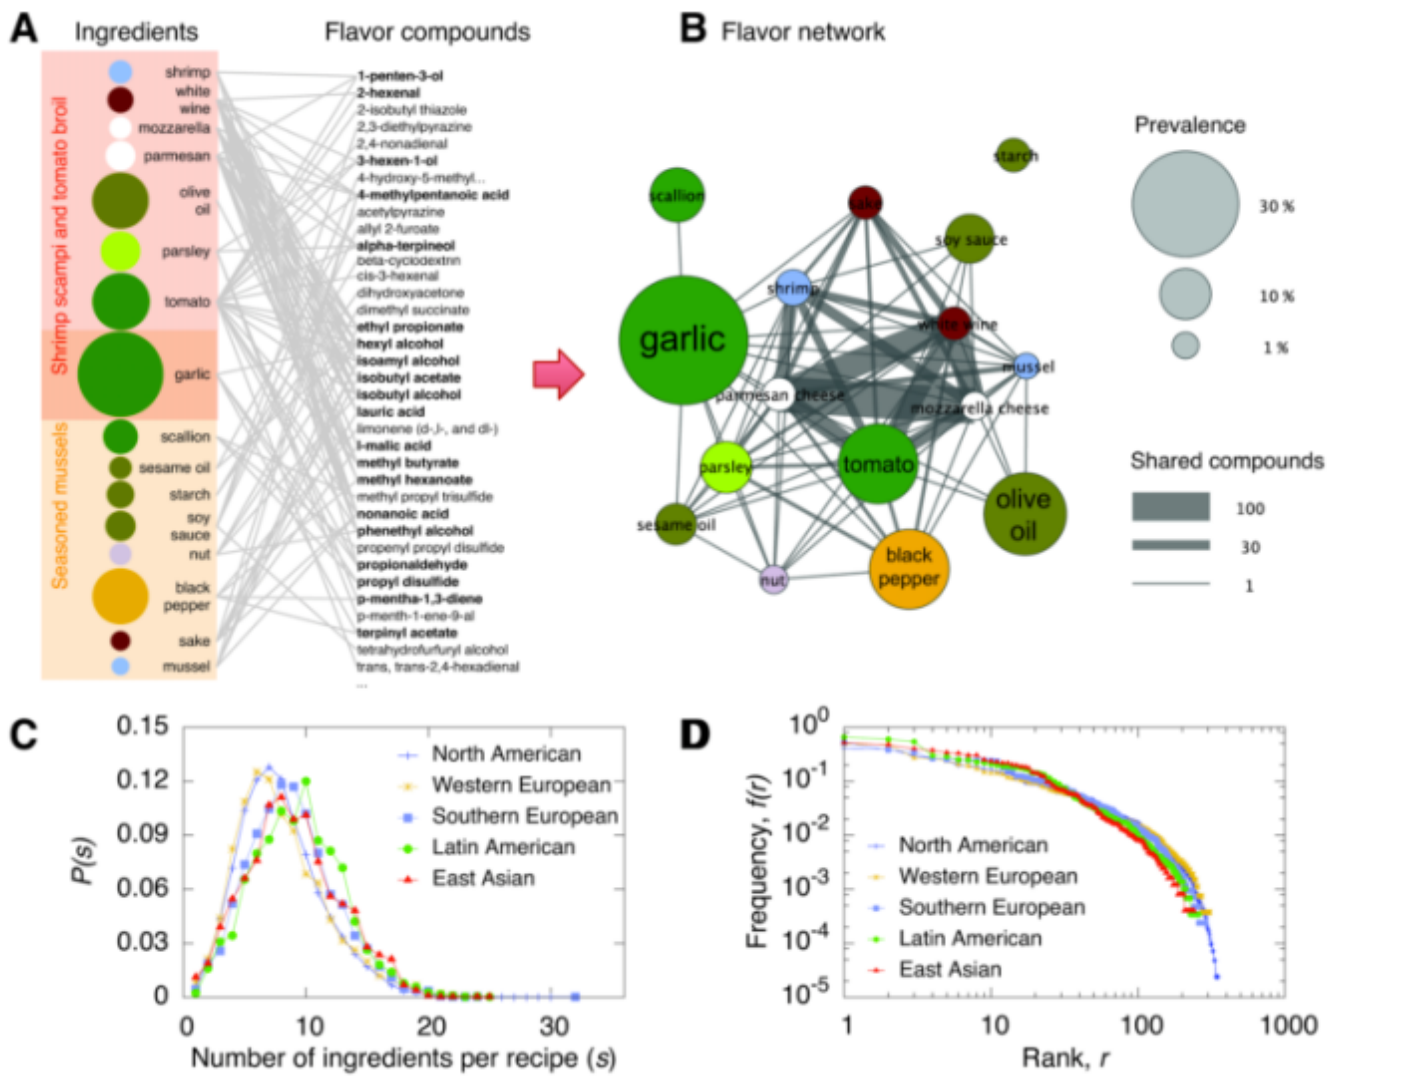 A
Ingredients
Flavor compounds
Shrimp scampi and tomato broil
Seasoned mussels
shrimp
white
wine
mozzarella
parmesan
olive
oil
parsley
tomato
garlic
scallion
sesame oil
starch
soy
sauce
nut
black
pepper
sake
mussel
1-penten-3-ol
2-hexenal
2-isobutyl thiazole
2,3-diethylpyrazine
2,4-nonadienal
3-hexen-1-ol
4-hydroxy-5-methyl...
4-methylpentanoic acid
acetylpyrazine
allyl 2-furoate
alpha-terpineol
beta-cyclodextrin
cis-3-hexenal
dihydroxyacetone
dimethyl succinate
ethyl propionate
hexyl alcohol
isoamyl alcohol
isobutyl acetate
isobutyl alcohol
lauric acid
limonene (d-,l-, and dl-)
l-malic acid
methyl butyrate
methyl hexanoate
methyl propyl trisulfide
nonanoic acid
phenethyl alcohol
propenyl propyl disulfide
propionaldehyde
propyl disulfide
p-mentha-1,3-diene
p-menth-1-ene-9-al
terpinyl acetate
tetrahydrofurfuryl alcohol
trans, trans-2,4-hexadienal
...
B
Flavor network
starch
scallion
sake
soy sauce
shrimp
garlic
white wine
mussel
parmesan cheese
mozzarella cheese
parsley
tomato
olive
oil
sesame oil
black
pepper
nut
Prevalence
30 %
10 %
1 %
Shared compounds
100
30
1
C
0.15
0.12
0.09
0.06
0.03
0
P(s)
North American
Western European
Southern European
Latin American
East Asian
0 10 20 30
Number of ingredients per recipe (s)
D
10^0
10^-1
10^-2
10^-3
10^-4
10^-5
Frequency, f(r)
North American
Western European
Southern European
Latin American
East Asian
1 10 100 1000
Rank, r